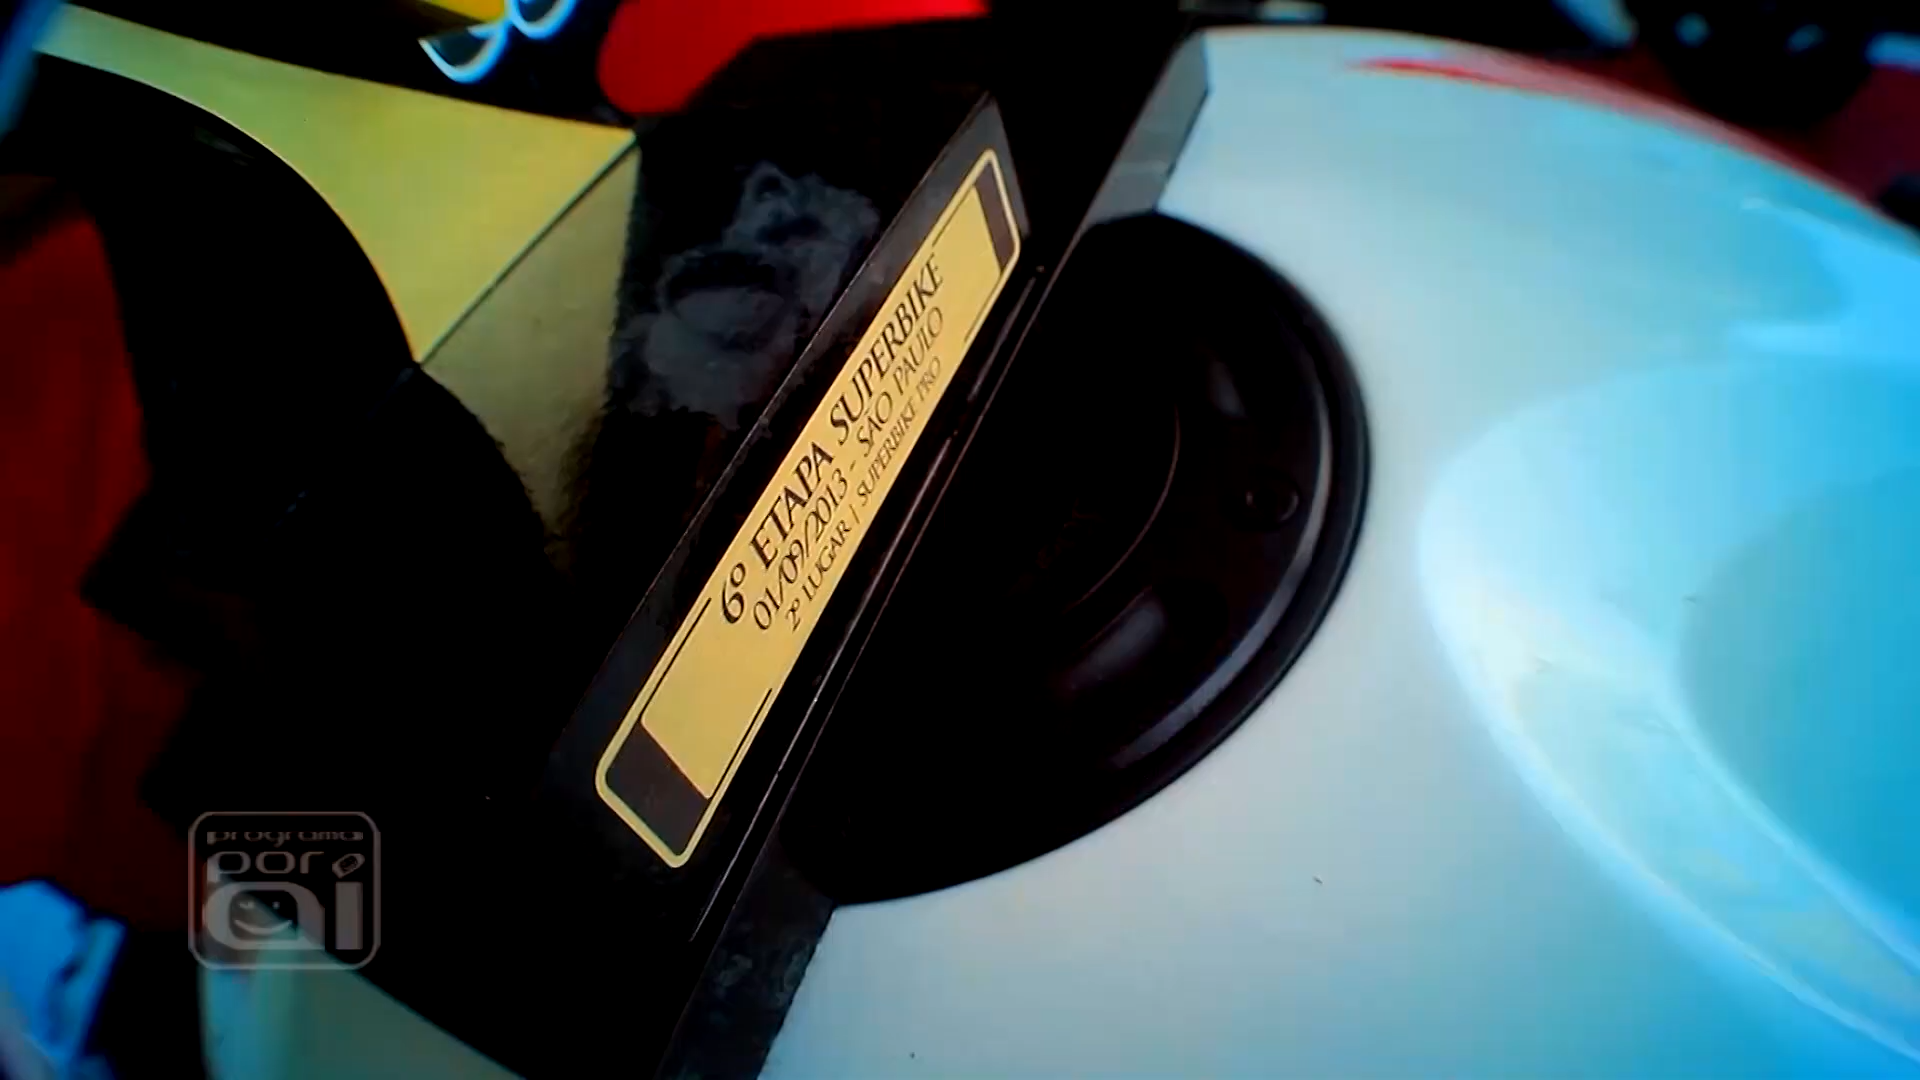 6º ETAPA SUPERBIKE
01/09/2013 - SÃO PAULO
2º LUGAR / SUPERBIKE PRO
programa
por
aí